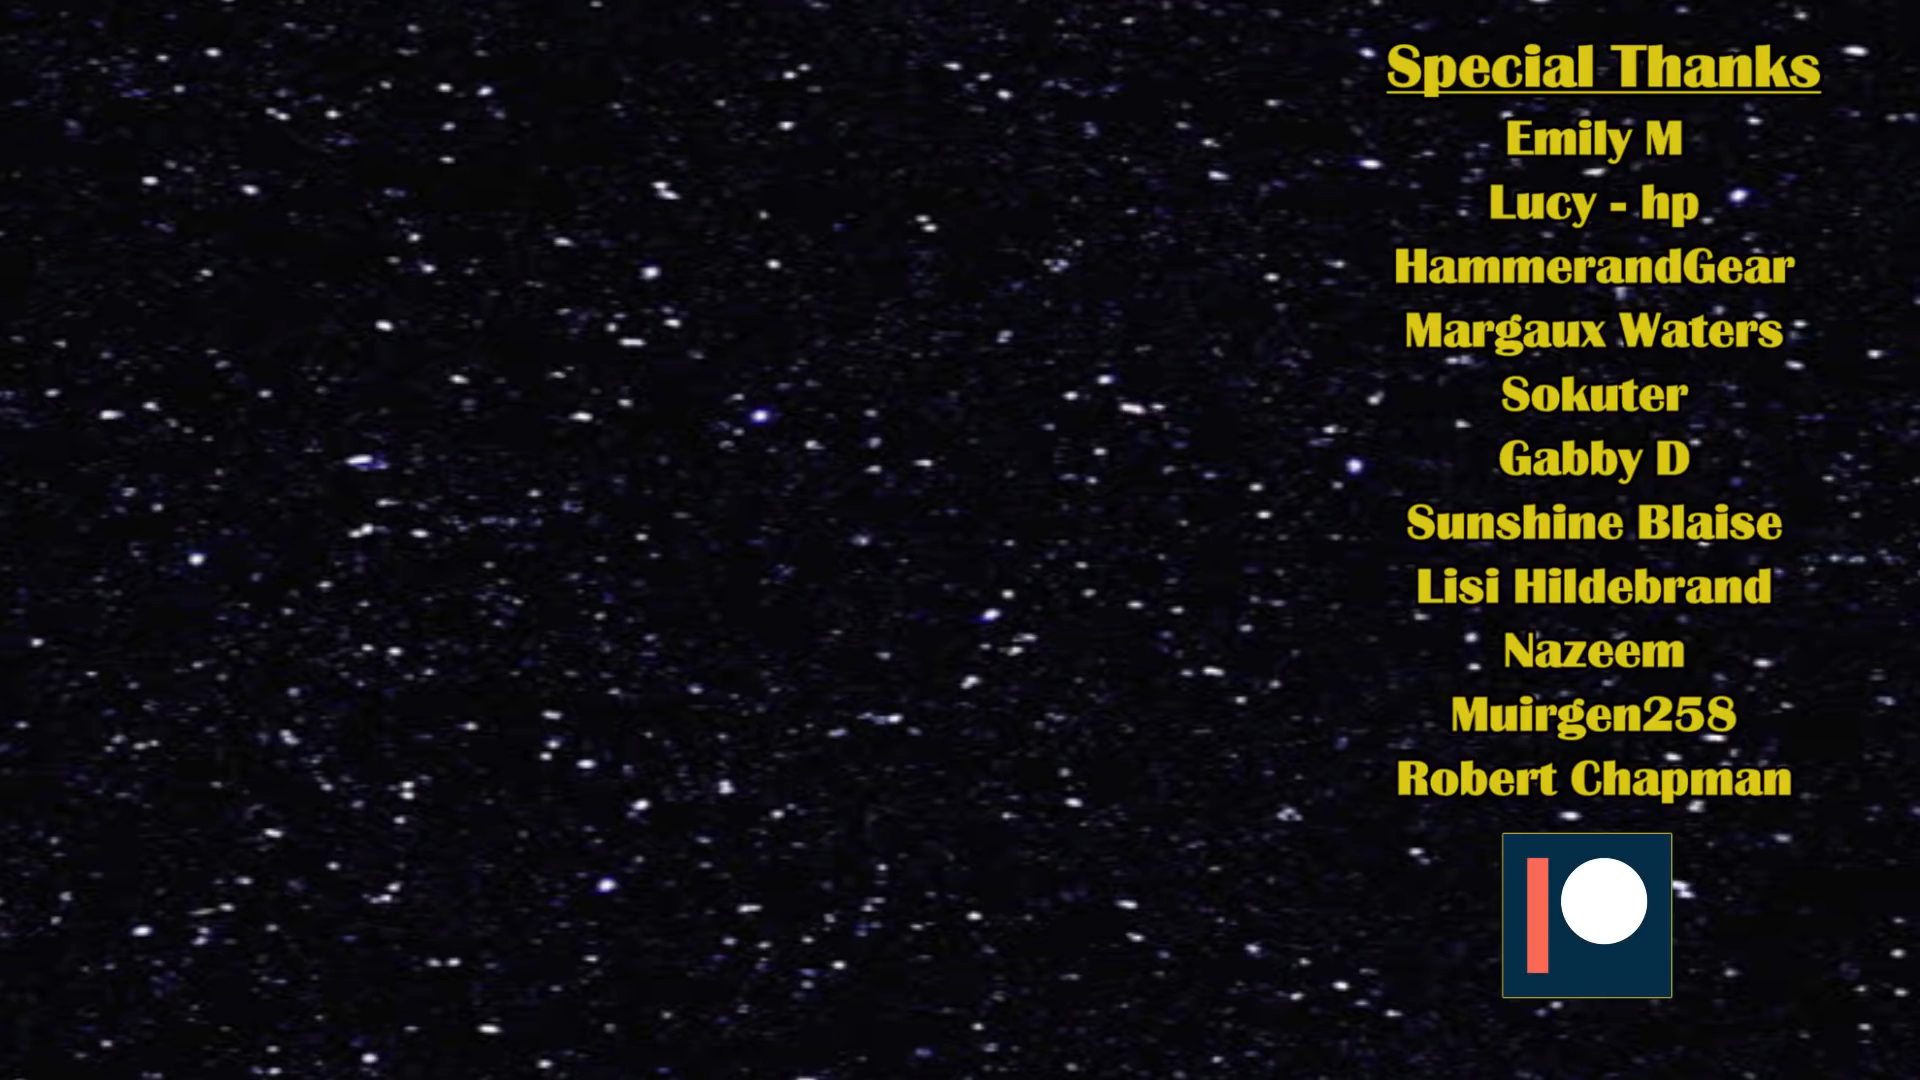 Special Thanks
Emily M
Lucy - hp
HammerandGear
Margaux Waters
Sokuter
Gabby D
Sunshine Blaise
Lisi Hildebrand
Nazeem
Muirgen258
Robert Chapman